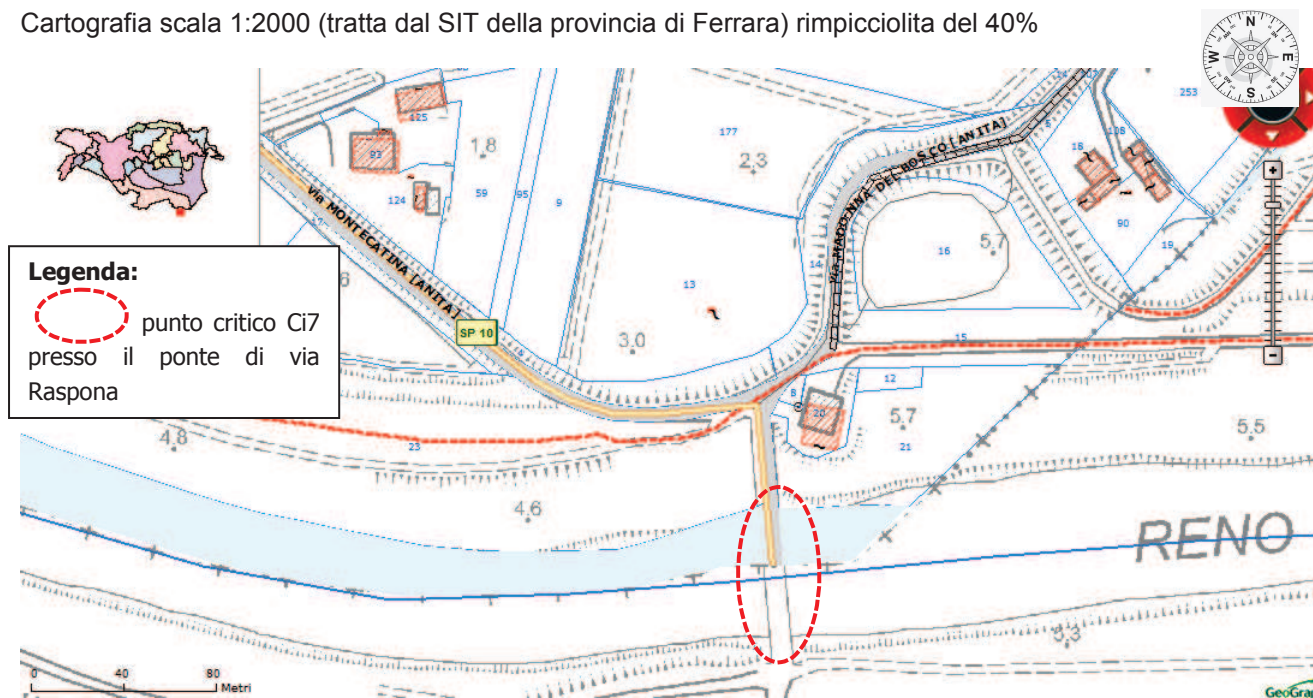 Cartografia scala 1:2000 (tratta dal SIT della provincia di Ferrara) rimpicciolita del 40%
N
E
S
W
253
125
177
108
18
93
1,8
2,3
124
59
95
9
90
19
17
via MONTECATINA [ANITA]
via MADONNA DEL BOSCO [ANITA]
16
5,7
14
13
Legenda:
punto critico Ci7
presso il ponte di via
Raspona
6
SP 10
3.0
15
12
8
20
5,7
21
4,8
23
5,5
4,6
RENO
5,3
0 40 80
Metri